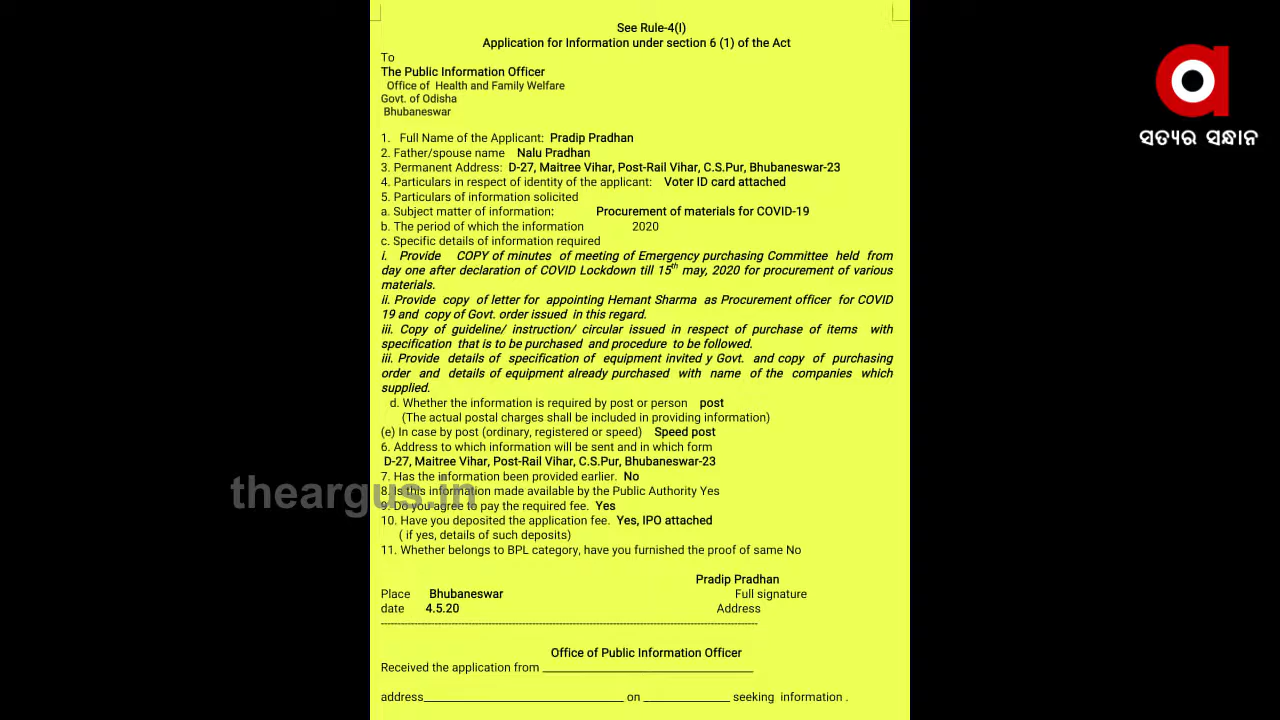 See Rule-4(I)
Application for Information under section 6 (1) of the Act
To
The Public Information Officer
Office of Health and Family Welfare
Govt. of Odisha
Bhubaneswar
1. Full Name of the Applicant: Pradip Pradhan
2. Father/spouse name Nalu Pradhan
3. Permanent Address: D-27, Maitree Vihar, Post-Rail Vihar, C.S.Pur, Bhubaneswar-23
4. Particulars in respect of identity of the applicant: Voter ID card attached
5. Particulars of information solicited
a. Subject matter of information: Procurement of materials for COVID-19
b. The period of which the information 2020
c. Specific details of information required
i. Provide COPY of minutes of meeting of Emergency purchasing Committee held from
day one after declaration of COVID Lockdown till 15th may, 2020 for procurement of various
materials.
ii. Provide copy of letter for appointing Hemant Sharma as Procurement officer for COVID
19 and copy of Govt. order issued in this regard.
iii. Copy of guideline/ instruction/ circular issued in respect of purchase of items with
specification that is to be purchased and procedure to be followed.
iii. Provide details of specification of equipment invited y Govt. and copy of purchasing
order and details of equipment already purchased with name of the companies which
supplied.
d. Whether the information is required by post or person post
(The actual postal charges shall be included in providing information)
(e) In case by post (ordinary, registered or speed) Speed post
6. Address to which information will be sent and in which form
D-27, Maitree Vihar, Post-Rail Vihar, C.S.Pur, Bhubaneswar-23
7. Has the information been provided earlier. No
8. Is this information made available by the Public Authority Yes
9. Do you agree to pay the required fee. Yes
10. Have you deposited the application fee. Yes, IPO attached
( if yes, details of such deposits)
11. Whether belongs to BPL category, have you furnished the proof of same No
Pradip Pradhan
Place Bhubaneswar Full signature
date 4.5.20 Address
Office of Public Information Officer
Received the application from ____
address____ on ____ seeking information .
ସତ୍ୟର ସନ୍ଧାନ
theargus.in